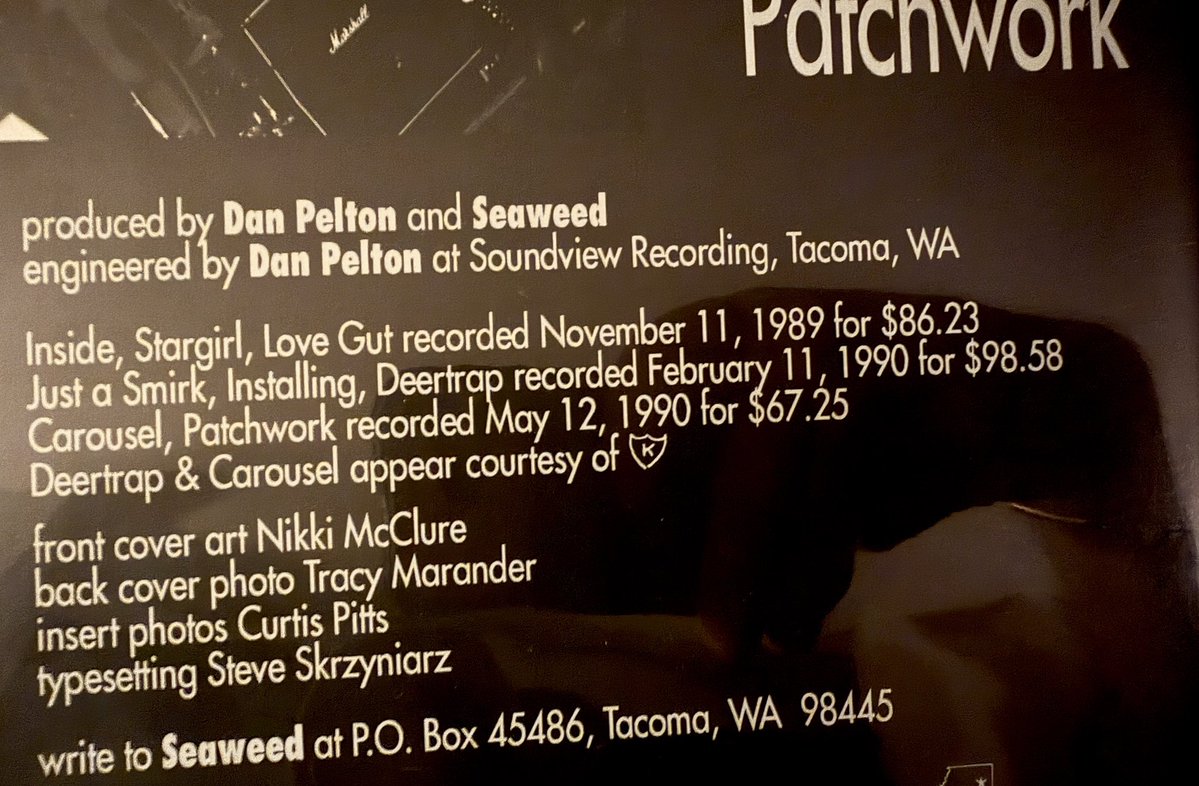 Marshall
Patchwork
produced by Dan Pelton and Seaweed
engineered by Dan Pelton at Soundview Recording, Tacoma, WA
Inside, Stargirl, Love Gut recorded November 11, 1989 for $86.23
Just a Smirk, Installing, Deertrap recorded February 11, 1990 for $98.58
Carousel, Patchwork recorded May 12, 1990 for $67.25
Deertrap & Carousel appear courtesy of K
front cover art Nikki McClure
back cover photo Tracy Marander
insert photos Curtis Pitts
typesetting Steve Skrzyniarz
write to Seaweed at P.O. Box 45486, Tacoma, WA 98445